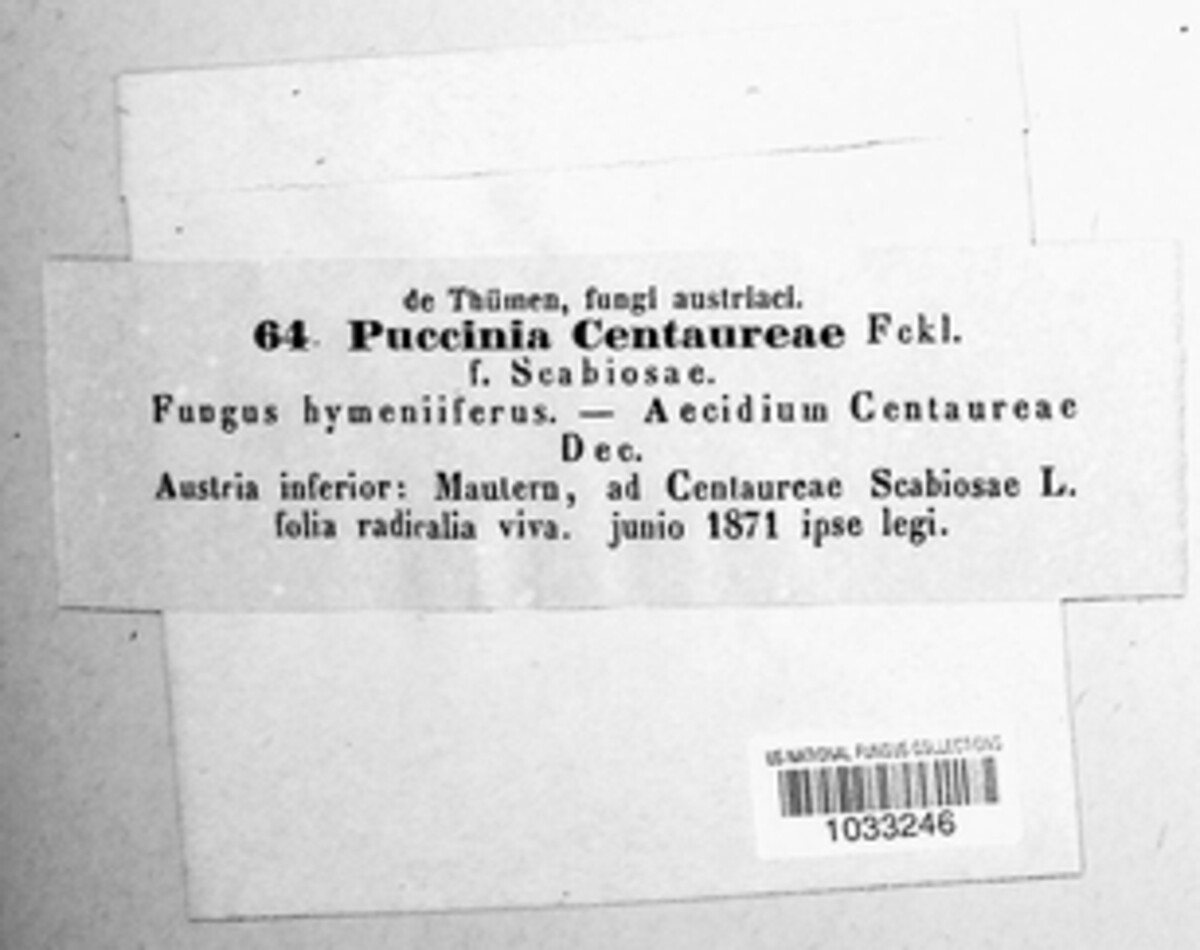 de Thümen, fungi austriaci.
64. Puccinia Centaureae Fckl.
f. Scabiosae.
Fungus hymeniiferus. — Aecidium Centaureae
Dec.
Austria inferior: Mautern, ad Centaureae Scabiosae L.
folia radicalia viva. junio 1871 ipse legi.
US NATIONAL FUNGUS COLLECTIONS
1033246